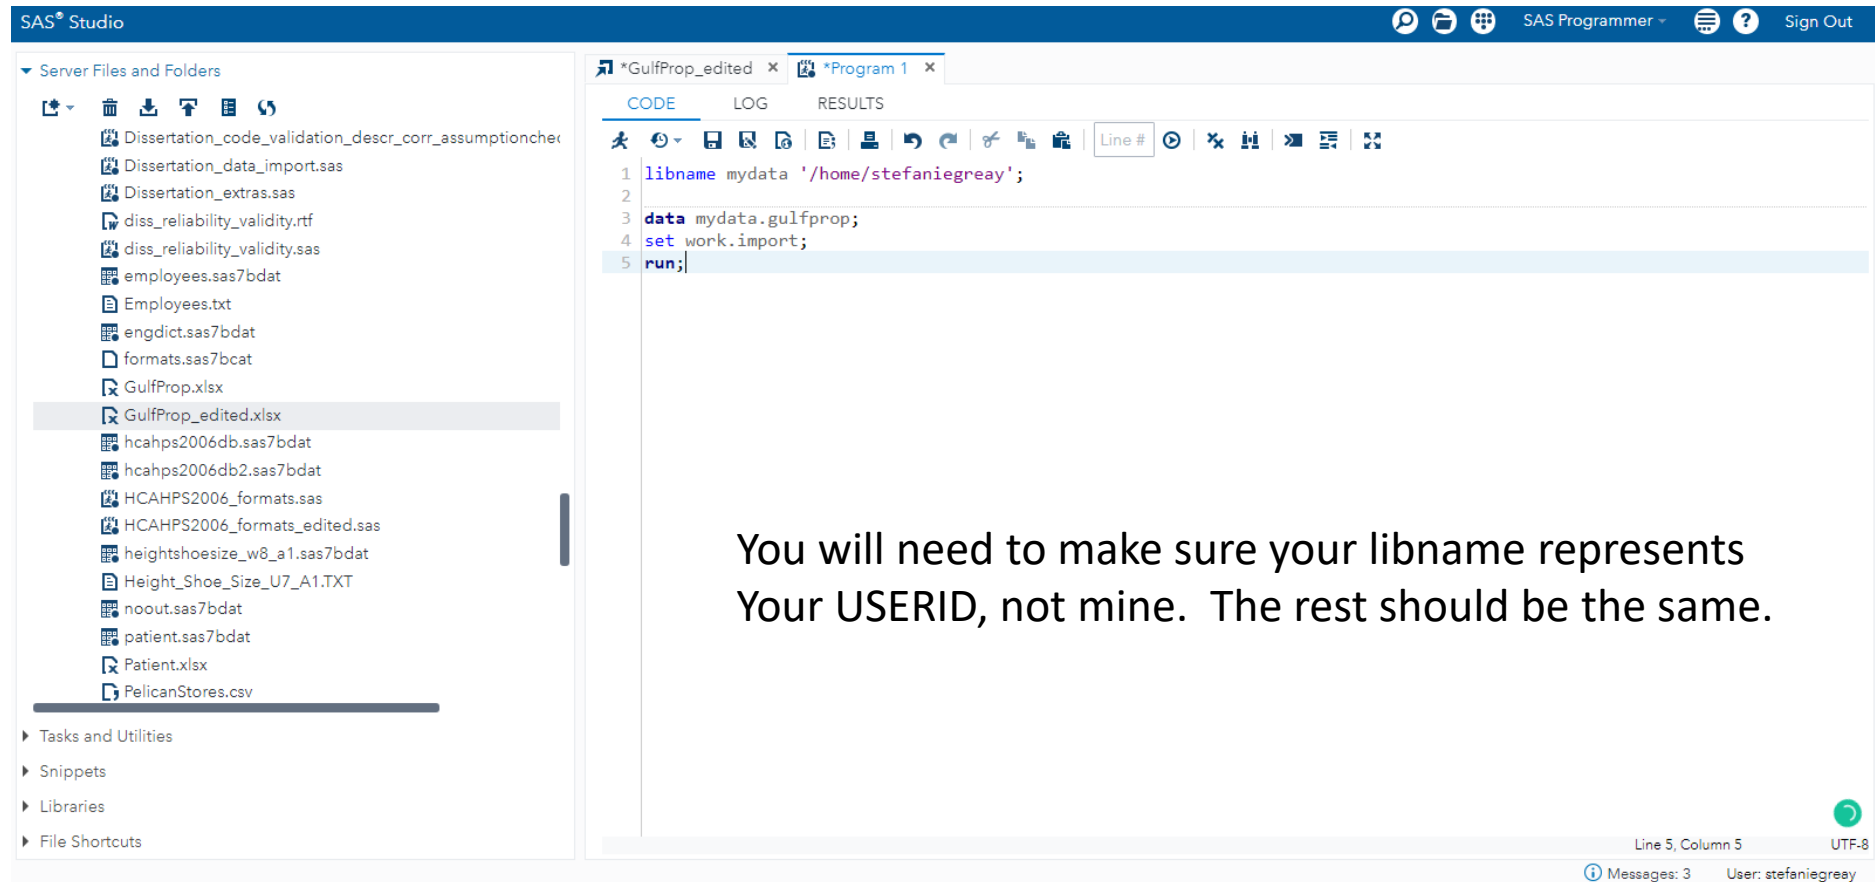 SAS® Studio
SAS Programmer
Sign Out
Server Files and Folders
Dissertation_code_validation_descr_corr_assumptionchec
Dissertation_data_import.sas
Dissertation_extras.sas
diss_reliability_validity.rtf
diss_reliability_validity.sas
employees.sas7bdat
Employees.txt
engdict.sas7bdat
formats.sas7bcat
GulfProp.xlsx
GulfProp_edited.xlsx
hcahps2006db.sas7bdat
hcahps2006db2.sas7bdat
HCAHPS2006_formats.sas
HCAHPS2006_formats_edited.sas
heightshoesize_w8_a1.sas7bdat
Height_Shoe_Size_U7_A1.TXT
noout.sas7bdat
patient.sas7bdat
Patient.xlsx
PelicanStores.csv
Tasks and Utilities
Snippets
Libraries
File Shortcuts
*GulfProp_edited × *Program 1 ×
CODE LOG RESULTS
Line #
1 libname mydata '/home/stefaniegreay';
2
3 data mydata.gulfprop;
4 set work.import;
5 run;
You will need to make sure your libname represents
Your USERID, not mine. The rest should be the same.
Line 5, Column 5 UTF-8
Messages: 3 User: stefaniegreay